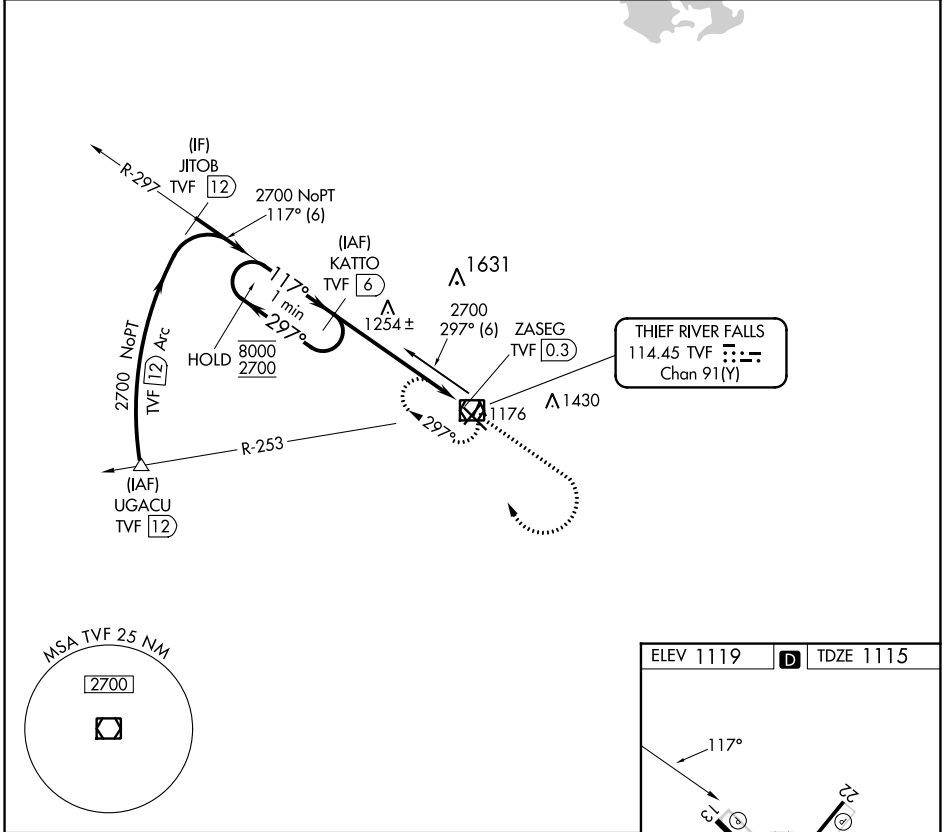 R-297
(IF)
JITOB
TVF 12
2700 NoPT
117° (6)
(IAF)
KATTO
TVF 6
1631
1254 ±
117°
1 min
297°
HOLD 8000
2700
2700
297° (6)
ZASEG
TVF 0.3
THIEF RIVER FALLS
114.45 TVF
Chan 91(Y)
1176
1430
297°
2700 NoPT
TVF 12 Arc
R-253
(IAF)
UGACU
TVF 12
MSA TVF 25 NM
2700
ELEV 1119 D TDZE 1115
117°
13
P
22
P